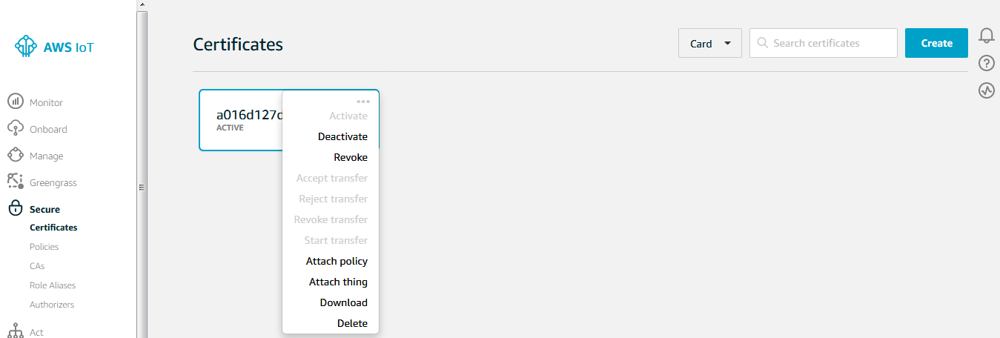 AWS IoT
Monitor
Onboard
Manage
Greengrass
Secure
Certificates
Policies
CAs
Role Aliases
Authorizers
Act
Certificates
Card
Search certificates
Create
a016d127
ACTIVE
Activate
Deactivate
Revoke
Accept transfer
Reject transfer
Revoke transfer
Start transfer
Attach policy
Attach thing
Download
Delete